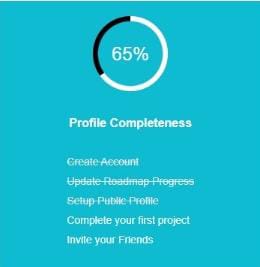 65%
Profile Completeness
Create Account
Update Roadmap Progress
Setup Public Profile
Complete your first project
Invite your Friends